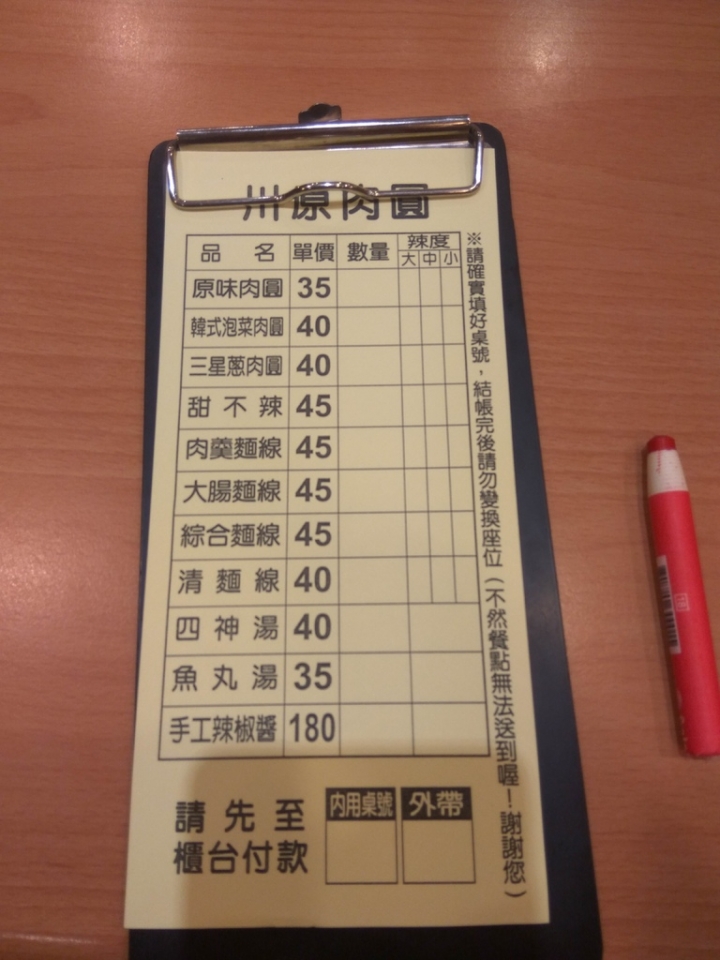 川原肉圓
品名 單價 數量 辣度
大 中 小
原味肉圓 35
韓式泡菜肉圓 40
三星蔥肉圓 40
甜不辣 45
肉羹麵線 45
大腸麵線 45
綜合麵線 45
清麵線 40
四神湯 40
魚丸湯 35
手工辣椒醬 180
請先至
櫃台付款
內用桌號 外帶
※請確實填好桌號，結帳完後請勿變換座位（不然餐點無法送到喔！謝謝您）